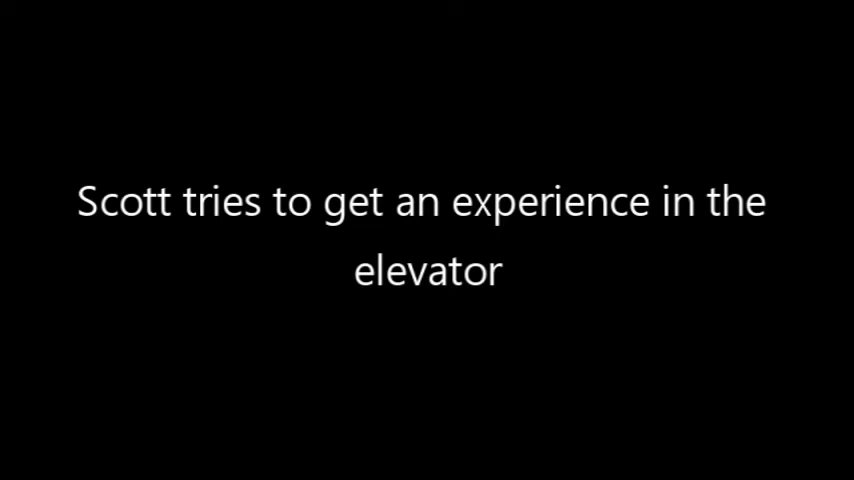 Scott tries to get an experience in the
elevator